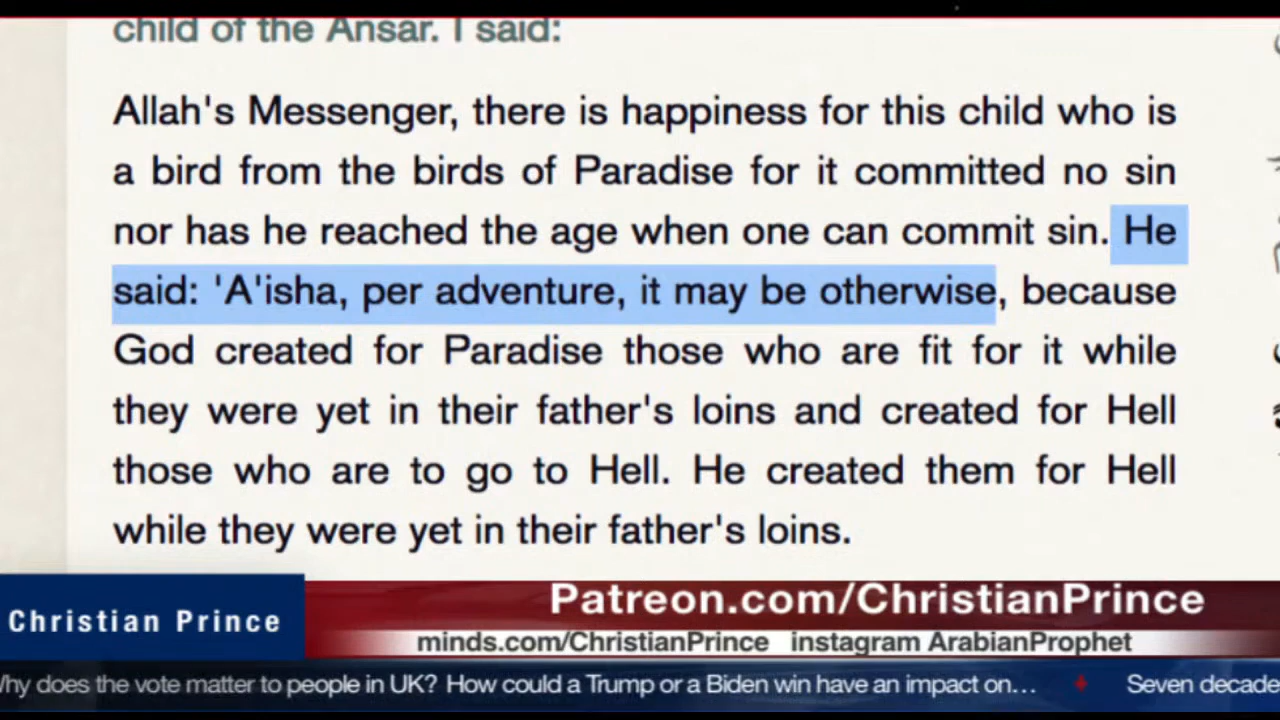 child of the Ansar. I said:
Allah's Messenger, there is happiness for this child who is
a bird from the birds of Paradise for it committed no sin
nor has he reached the age when one can commit sin. He
said: 'A'isha, per adventure, it may be otherwise, because
God created for Paradise those who are fit for it while
they were yet in their father's loins and created for Hell
those who are to go to Hell. He created them for Hell
while they were yet in their father's loins.
Patreon.com/ChristianPrince
Christian Prince
minds.com/ChristianPrince instagram ArabianProphet
Why does the vote matter to people in UK? How could a Trump or a Biden win have an impact on... Seven decade